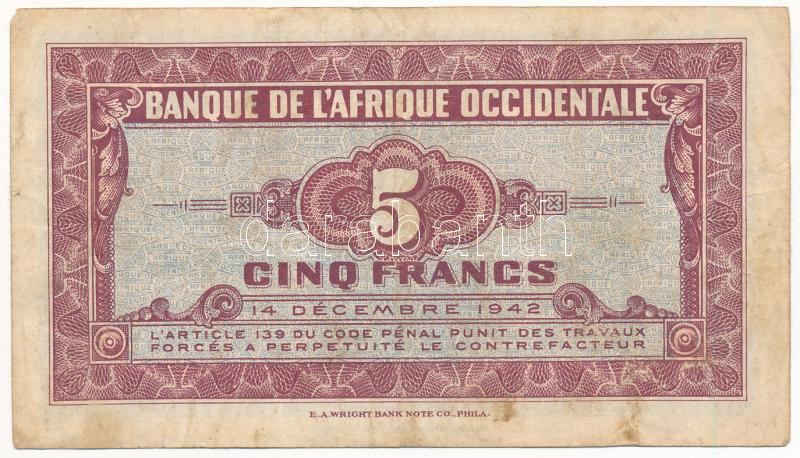 BANQUE DE L'AFRIQUE OCCIDENTALE
5
darabanth
CINQ FRANCS
14 DÉCEMBRE 1942
L'ARTICLE 139 DU CODE PÉNAL PUNIT DES TRAVAUX
FORCÉS A PERPETUITÉ LE CONTREFACTEUR
E.A.WRIGHT BANK NOTE CO., PHILA.